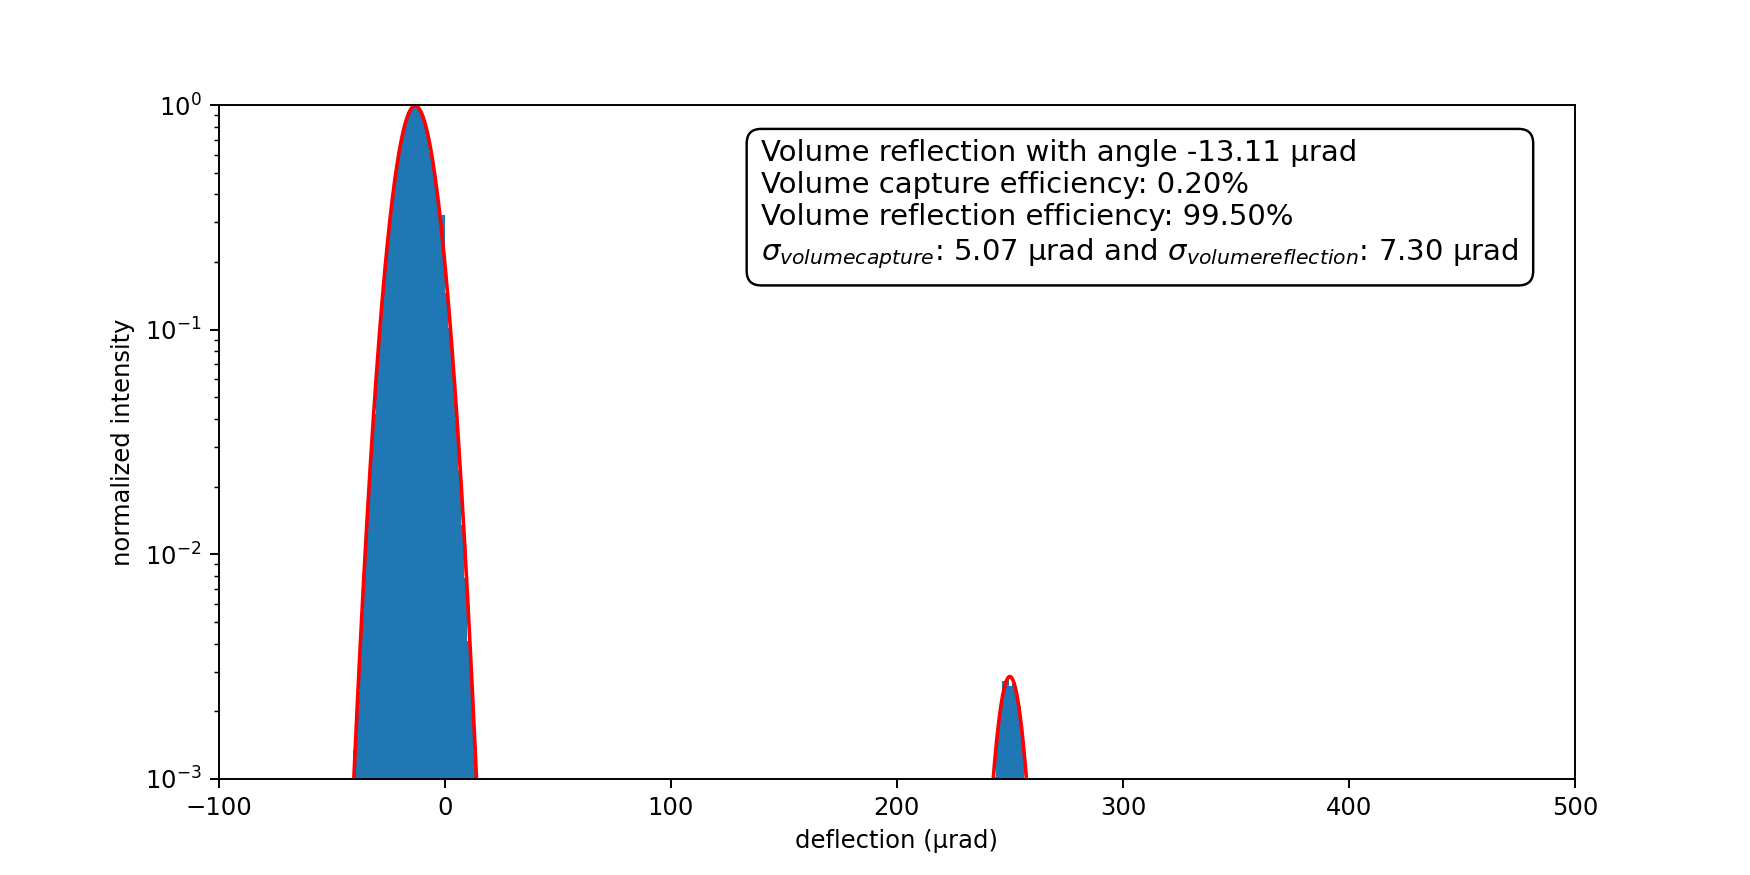 10⁰
Volume reflection with angle -13.11 μrad
Volume capture efficiency: 0.20%
Volume reflection efficiency: 99.50%
σvolumecapture: 5.07 μrad and σvolumereflection: 7.30 μrad
10⁻¹
normalized intensity
10⁻²
10⁻³
−100 0 100 200 300 400 500
deflection (μrad)